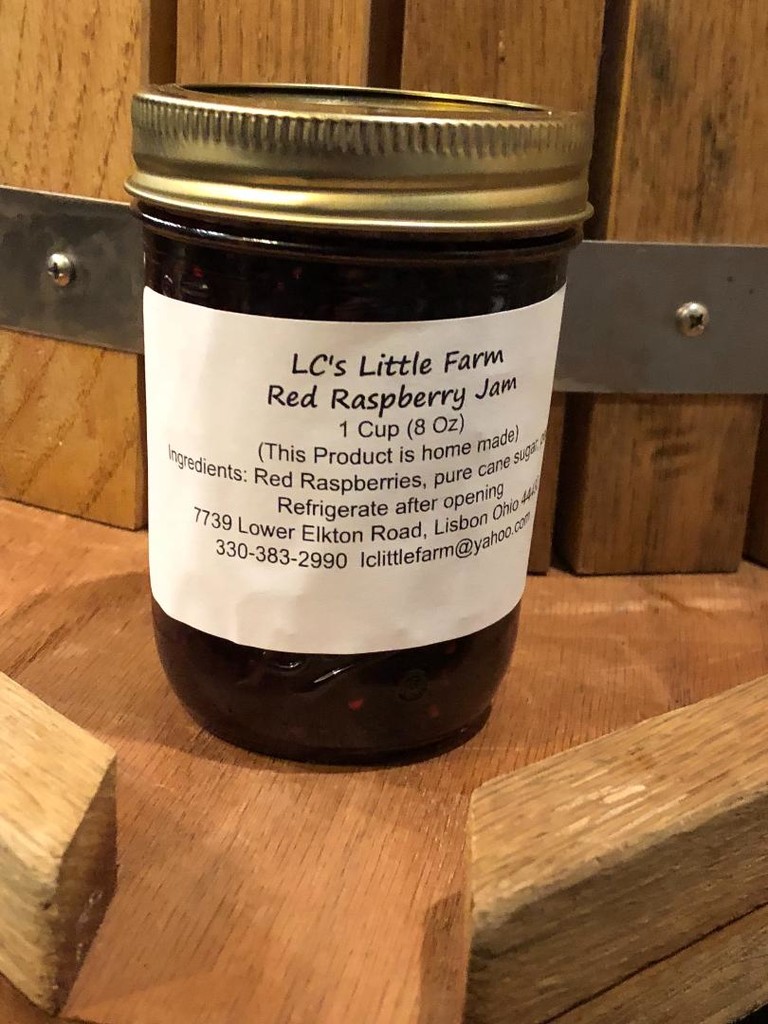 LC's Little Farm
Red Raspberry Jam
1 Cup (8 Oz)
(This Product is home made)
Ingredients: Red Raspberries, pure cane sugar,
Refrigerate after opening
7739 Lower Elkton Road, Lisbon Ohio
330-383-2990 lclittlefarm@yahoo.com